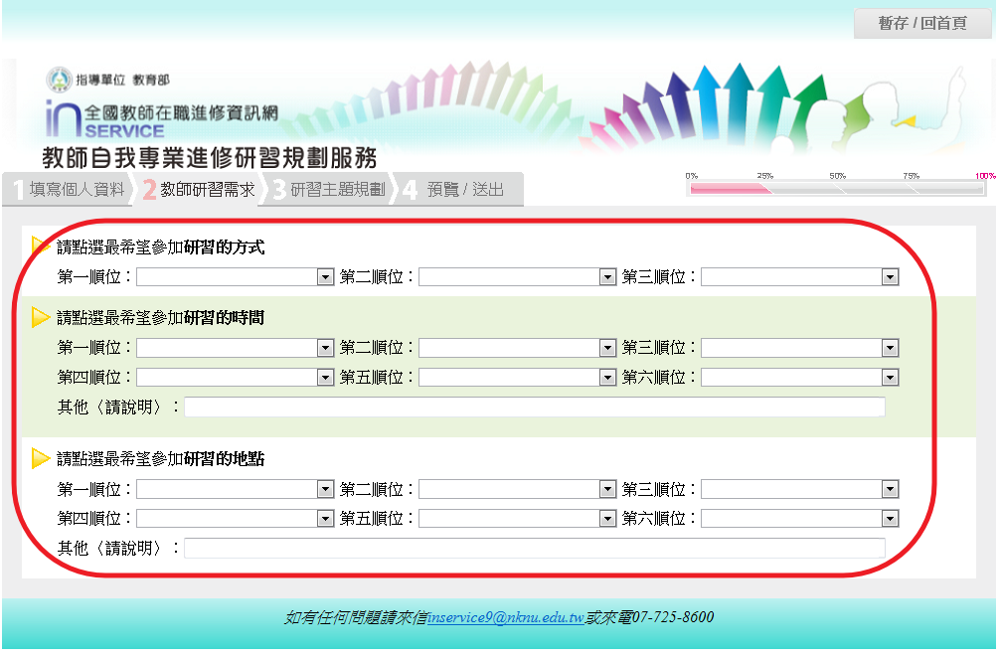 暫存 / 回首頁
指導單位 教育部
in 全國教師在職進修資訊網
SERVICE
教師自我專業進修研習規劃服務
1 填寫個人資料 2 教師研習需求 3 研習主題規劃 4 預覽 / 送出
0% 25% 50% 75% 100%
請點選最希望參加研習的方式
第一順位： 第二順位： 第三順位：
請點選最希望參加研習的時間
第一順位： 第二順位： 第三順位：
第四順位： 第五順位： 第六順位：
其他〈請說明〉：
請點選最希望參加研習的地點
第一順位： 第二順位： 第三順位：
第四順位： 第五順位： 第六順位：
其他〈請說明〉：
如有任何問題請來信inservice9@nknu.edu.tw或來電07-725-8600